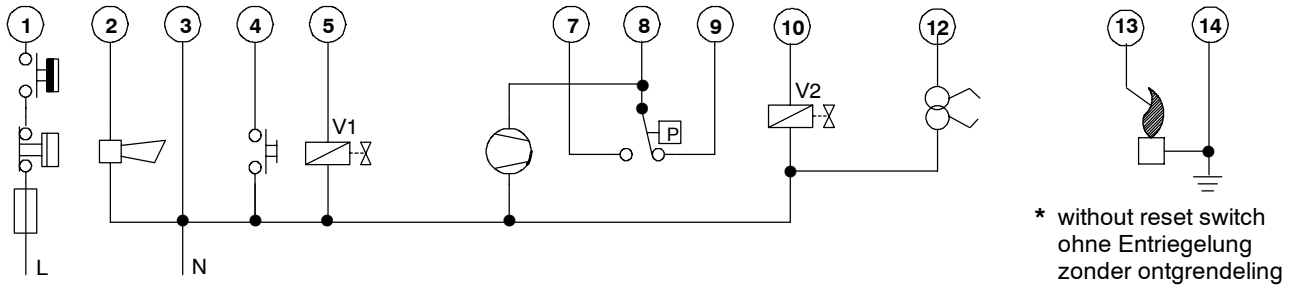 1 2 3 4 5 7 8 9 10 12 13 14
V1
V2
P
L
N
* without reset switch
ohne Entriegelung
zonder ontgrendeling